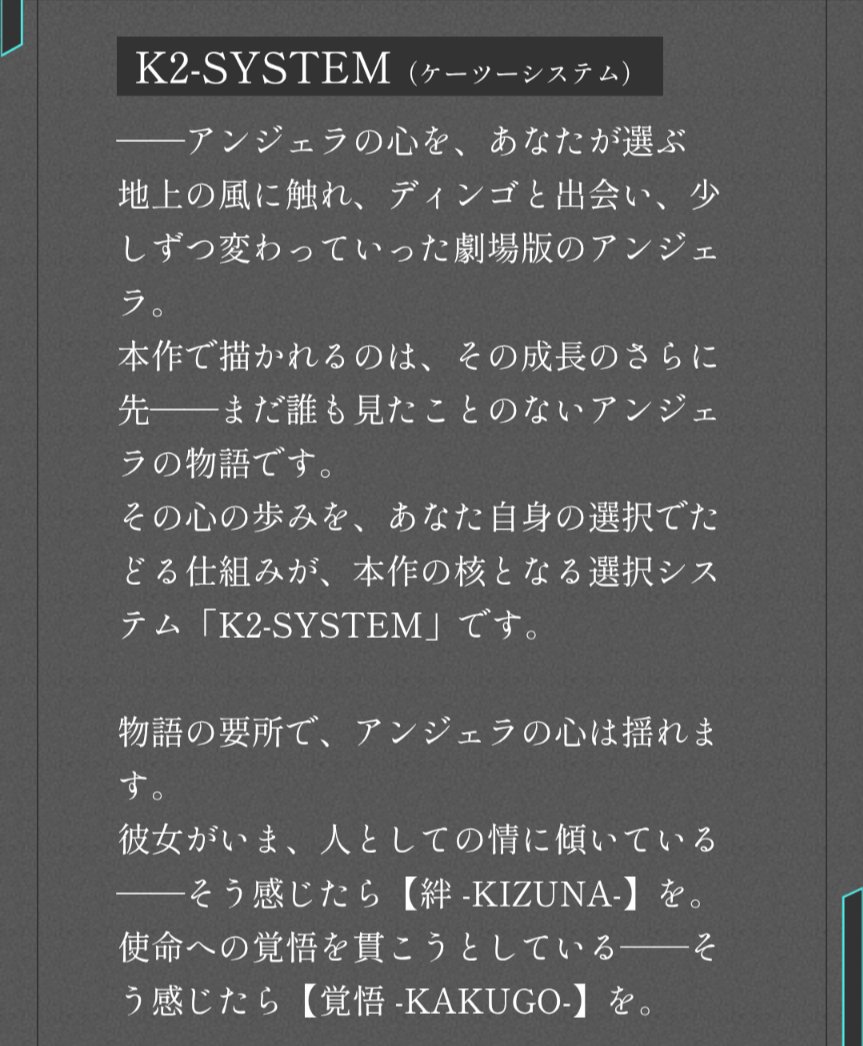 K2-SYSTEM（ケーツーシステム）
――アンジェラの心を、あなたが選ぶ
地上の風に触れ、ディンゴと出会い、少
しずつ変わっていった劇場版のアンジェ
ラ。
本作で描かれるのは、その成長のさらに
先――まだ誰も見たことのないアンジェ
ラの物語です。
その心の歩みを、あなた自身の選択でた
どる仕組みが、本作の核となる選択シス
テム「K2-SYSTEM」です。
物語の要所で、アンジェラの心は揺れま
す。
彼女がいま、人としての情に傾いている
――そう感じたら【絆 -KIZUNA-】を。
使命への覚悟を貫こうとしている――そ
う感じたら【覚悟 -KAKUGO-】を。